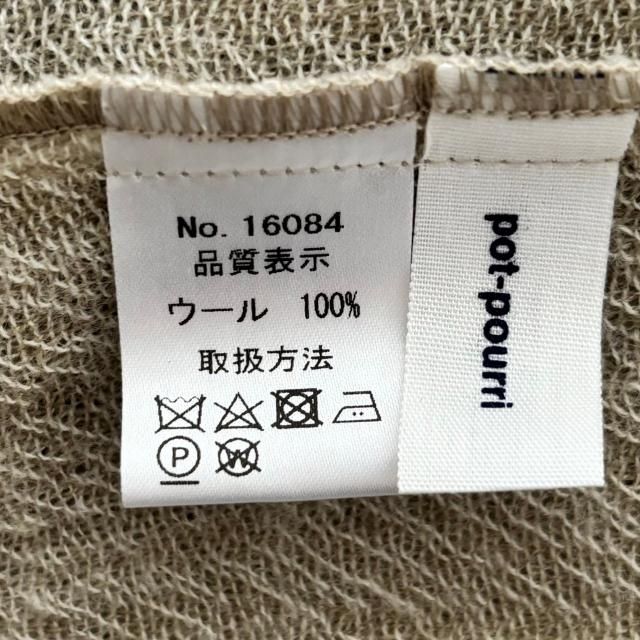 No. 16084
品質表示
ウール 100%
取扱方法
P W
pot-pourri